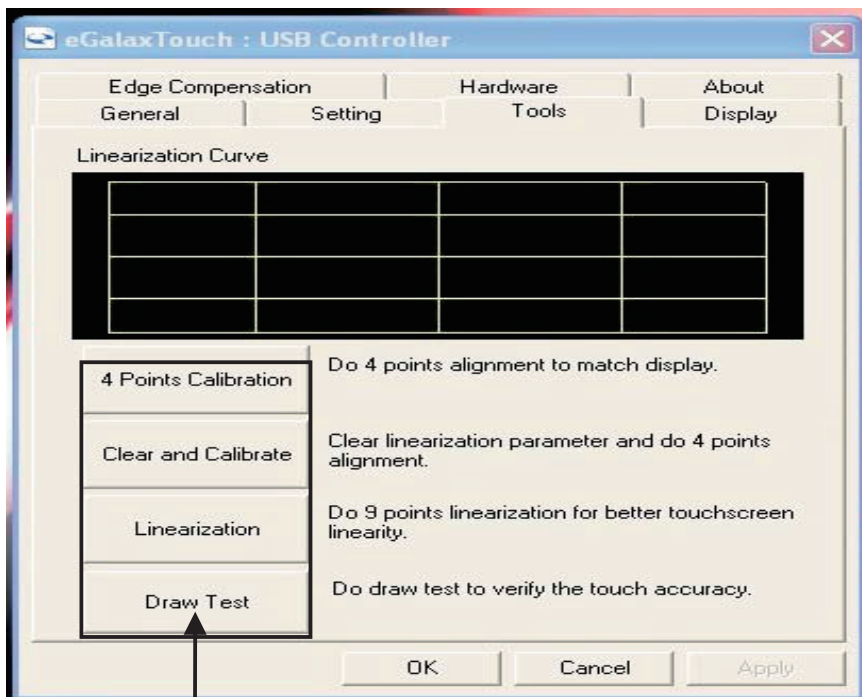 eGalaxTouch : USB Controller
Edge Compensation Hardware About
General Setting Tools Display
Linearization Curve
4 Points Calibration
Do 4 points alignment to match display.
Clear and Calibrate
Clear linearization parameter and do 4 points
alignment.
Linearization
Do 9 points linearization for better touchscreen
linearity.
Draw Test
Do draw test to verify the touch accuracy.
OK Cancel Apply